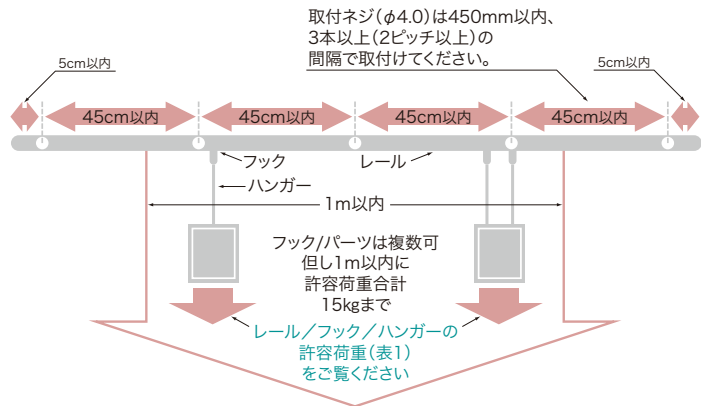 取付ネジ（φ4.0）は450mm以内、
3本以上（2ピッチ以上）の
間隔で取付けてください。
5cm以内
5cm以内
45cm以内
45cm以内
45cm以内
45cm以内
フック
レール
ハンガー
1m以内
フック/パーツは複数可
但し1m以内に
許容荷重合計
15kgまで
レール／フック／ハンガーの
許容荷重（表1）
をご覧ください